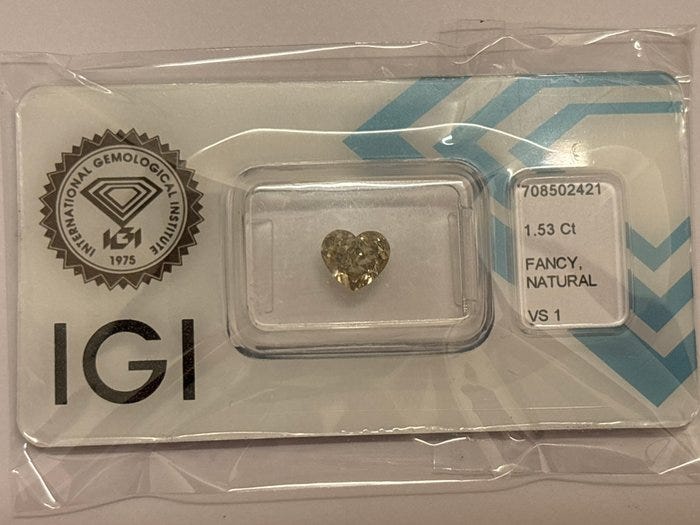 INTERNATIONAL GEMOLOGICAL INSTITUTE
IGI
1975
IGI
708502421
1.53 Ct
FANCY,
NATURAL
VS 1